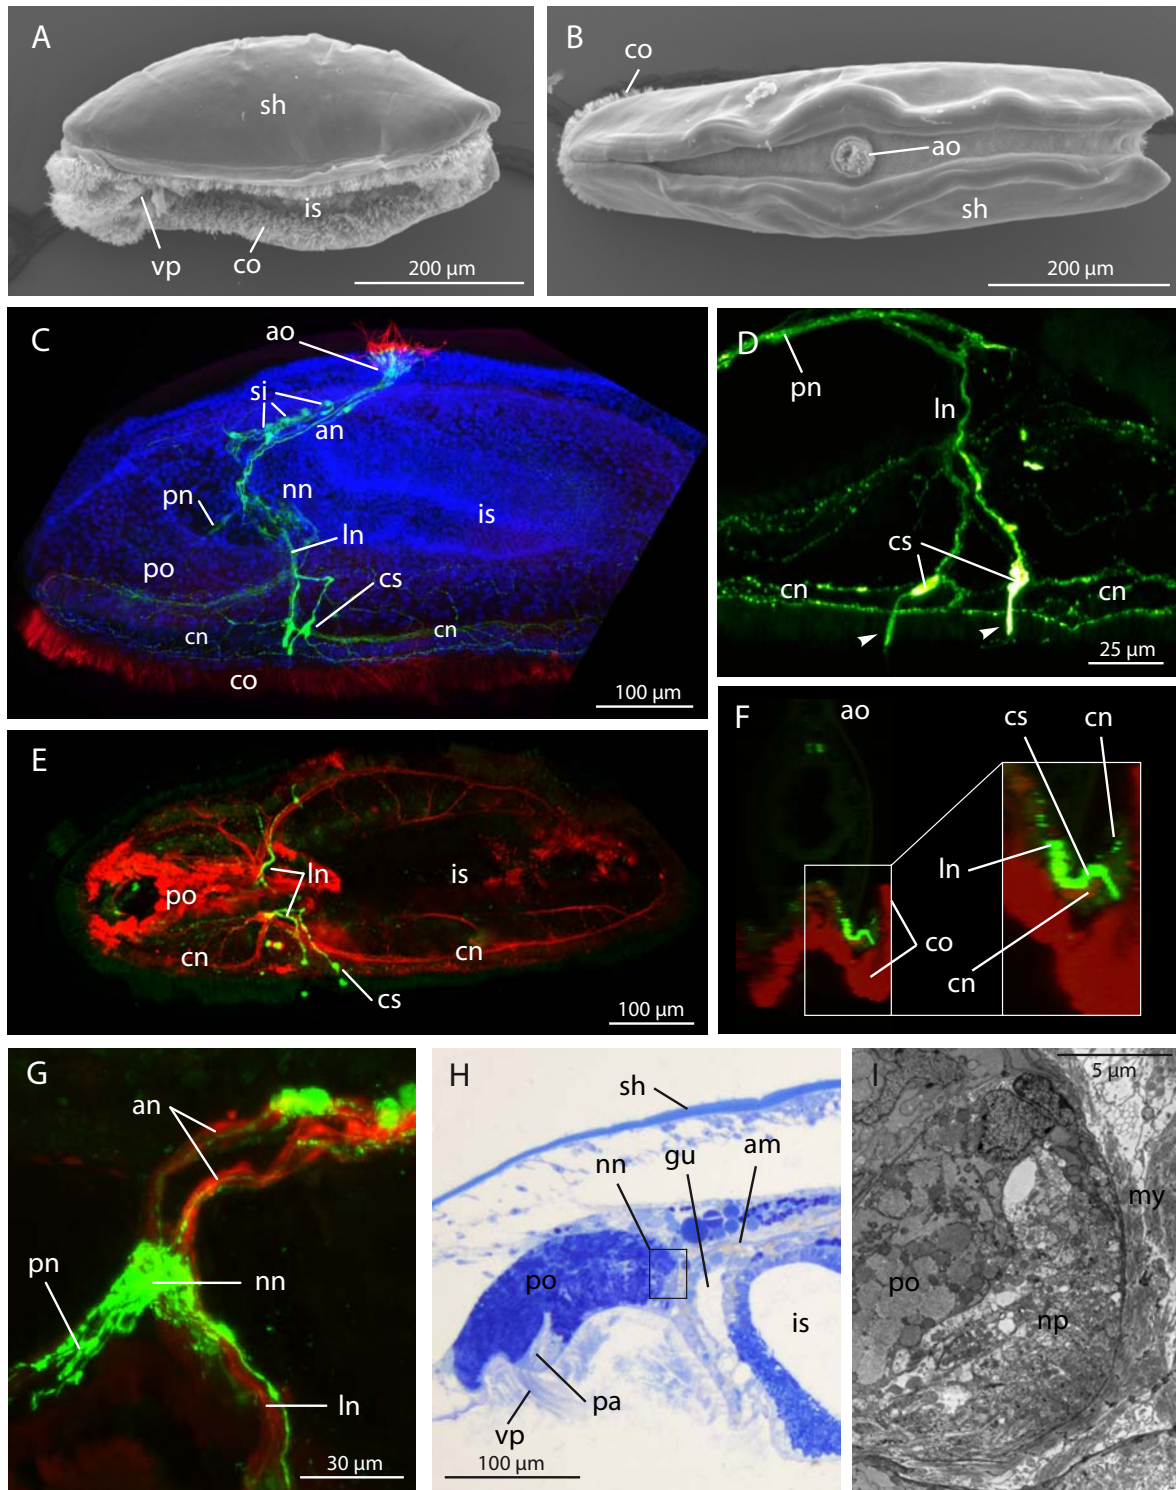 A
sh
is
vp
co
200 µm
B
co
ao
sh
200 µm
C
ao
si
an
nn
pn
is
ln
po
cs
cn
cn
co
100 µm
D
pn
ln
cs
cn
cn
25 µm
E
ln
is
po
cn
cn
cs
100 µm
F
ao
cs
cn
ln
co
cn
G
an
pn
nn
ln
30 µm
H
sh
nn
gu
am
po
is
pa
vp
100 µm
I
5 µm
my
po
np